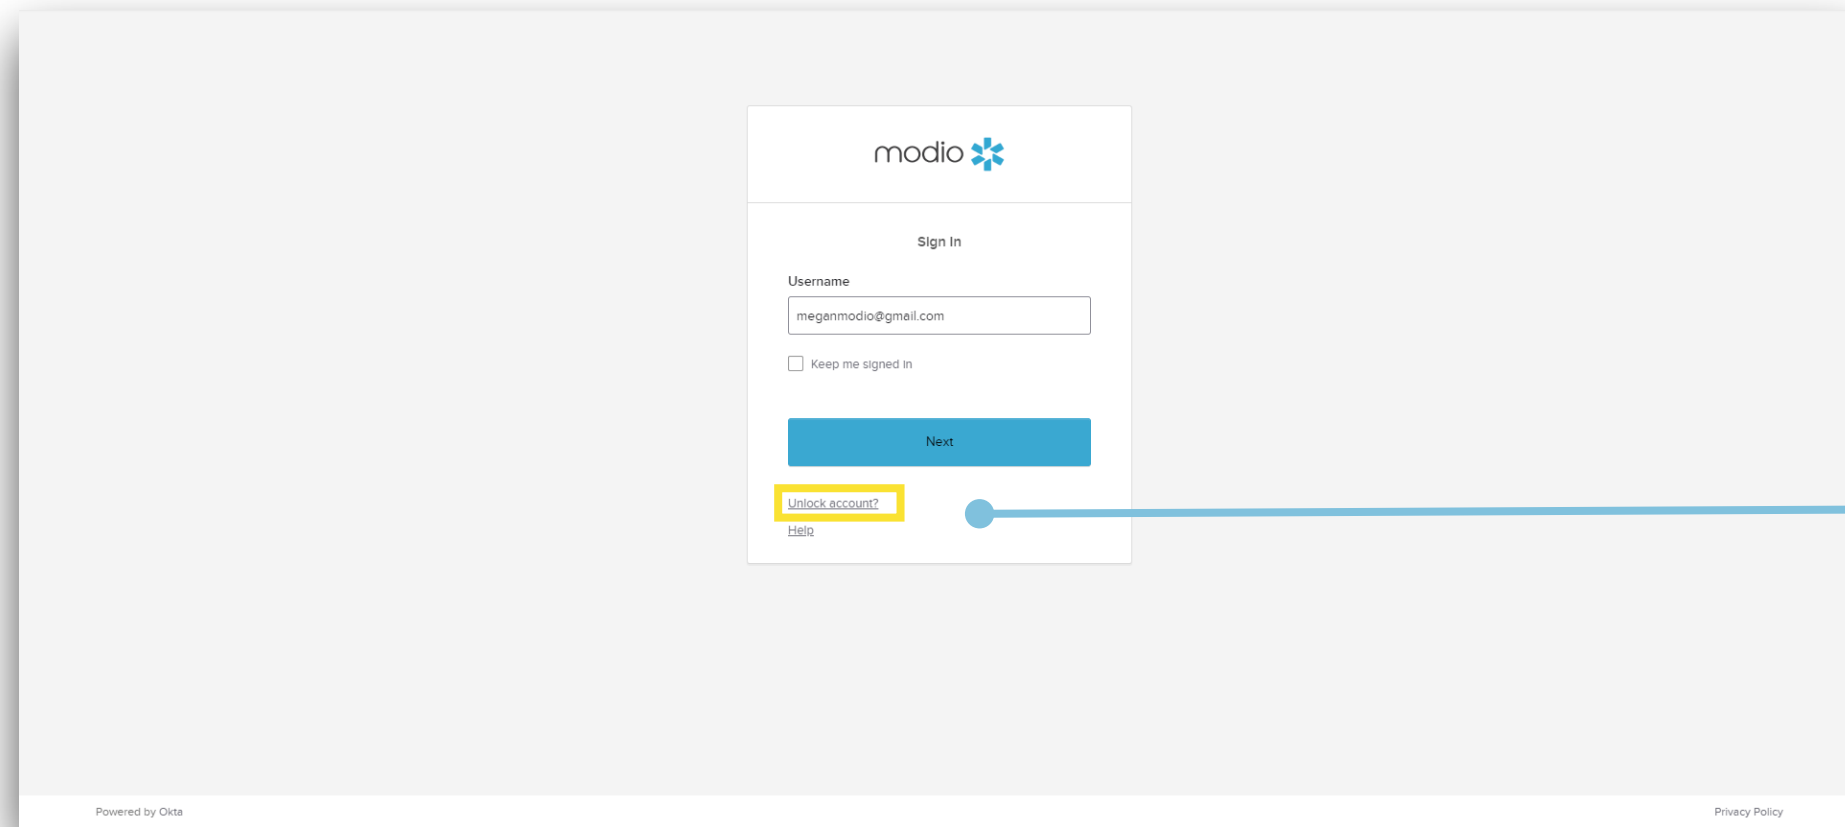 modio
Sign In
Username
meganmodio@gmail.com
Keep me signed in
Next
Unlock account?
Help
Powered by Okta
Privacy Policy